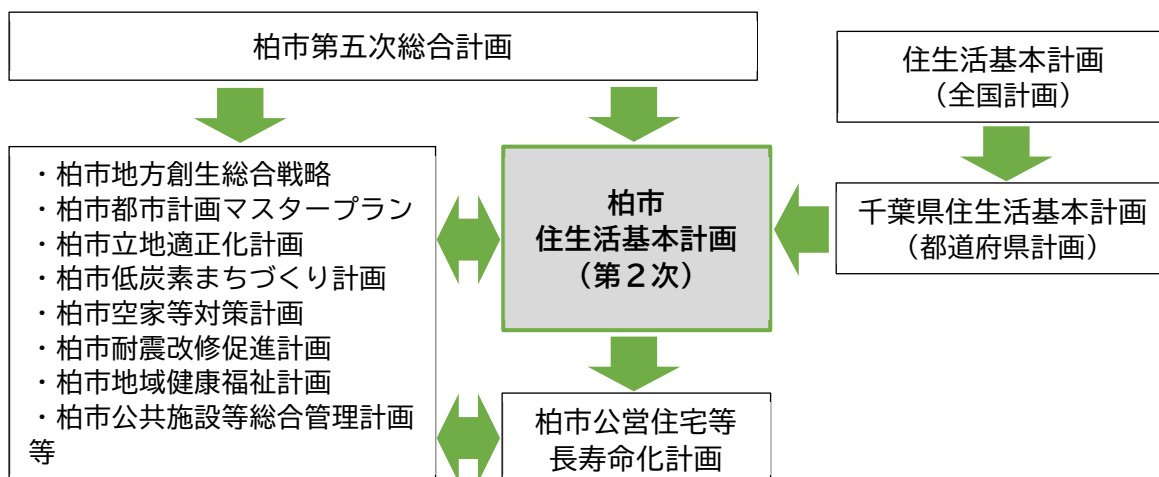 柏市第五次総合計画
住生活基本計画
（全国計画）
・柏市地方創生総合戦略
・柏市都市計画マスタープラン
・柏市立地適正化計画
・柏市低炭素まちづくり計画
・柏市空家等対策計画
・柏市耐震改修促進計画
・柏市地域健康福祉計画
・柏市公共施設等総合管理計画
等
柏市
住生活基本計画
（第２次）
千葉県住生活基本計画
（都道府県計画）
柏市公営住宅等
長寿命化計画